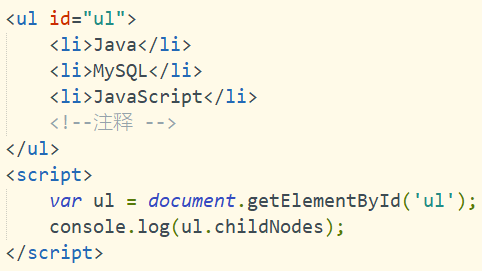 <ul id="ul">
    <li>Java</li>
    <li>MySQL</li>
    <li>JavaScript</li>
    <!--注释 -->
</ul>
<script>
    var ul = document.getElementById('ul');
    console.log(ul.childNodes);
</script>